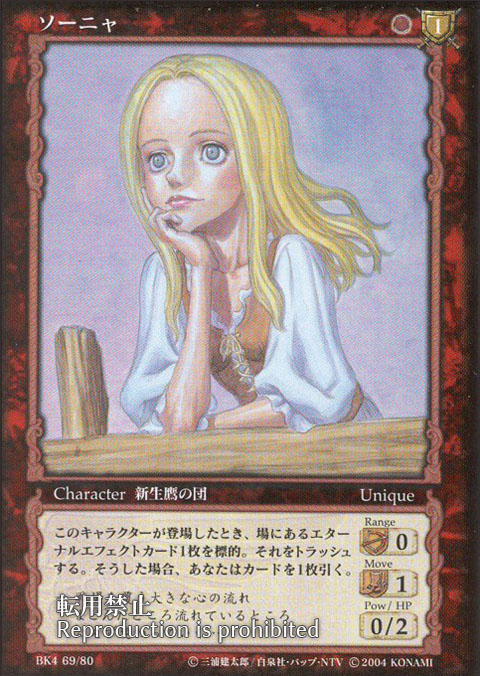 ソーニャ
1
Character 新生鷹の団
Unique
このキャラクターが登場したとき、場にあるエター
ナルエフェクトカード1枚を標的。それをトラッシュ
する。そうした場合、あなたはカードを1枚引く。
大きな心の流れ
ころ流れているところ
転用禁止
Reproduction is prohibited
Range
0
Move
1
Pow/ HP
0/2
BK4 69/80
©三浦建太郎/白泉社・バップ・NTV ©2004 KONAMI